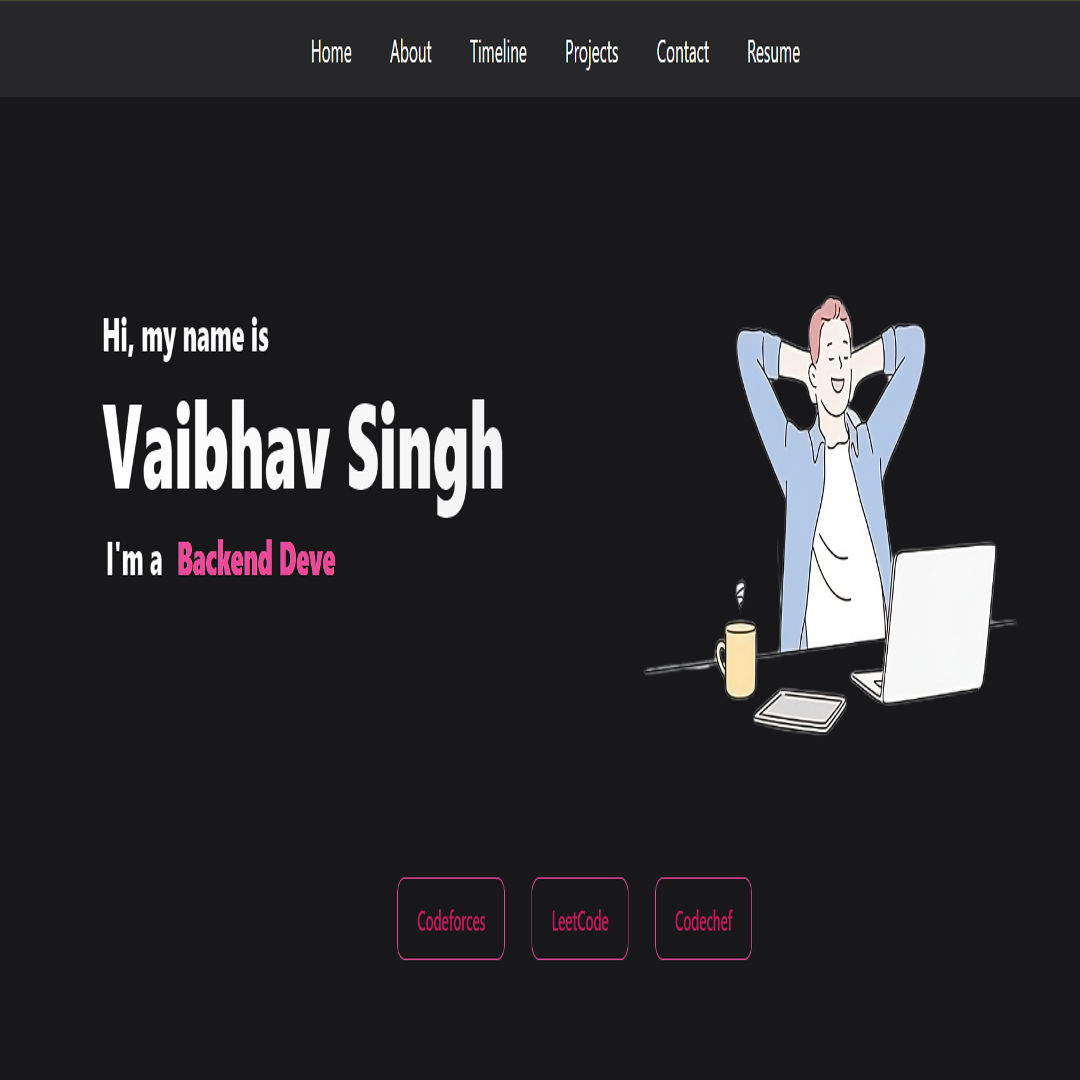 Home About Timeline Projects Contact Resume
Hi, my name is
Vaibhav Singh
I'm a Backend Deve
Codeforces LeetCode Codechef